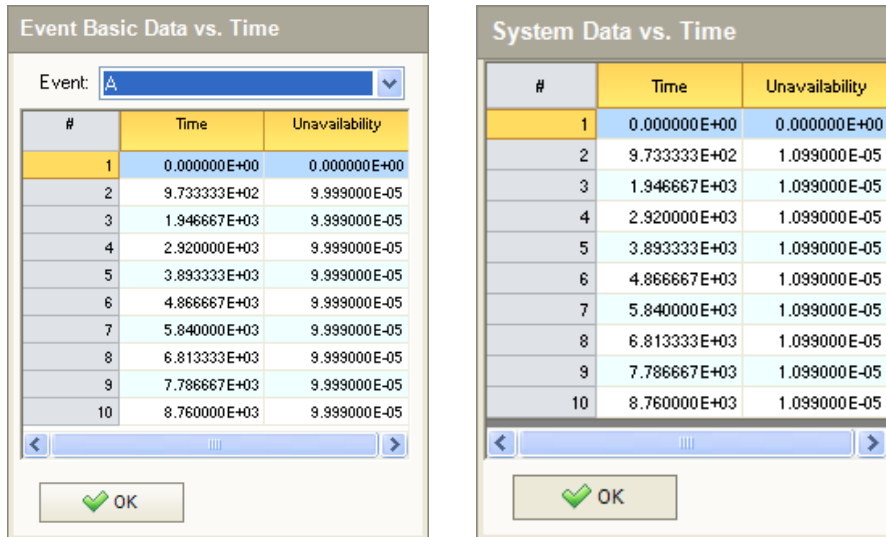 Event Basic Data vs. Time
Event: A
# Time Unavailability
1 0.000000E+00 0.000000E+00
2 9.733333E+02 9.999000E-05
3 1.946667E+03 9.999000E-05
4 2.920000E+03 9.999000E-05
5 3.893333E+03 9.999000E-05
6 4.866667E+03 9.999000E-05
7 5.840000E+03 9.999000E-05
8 6.813333E+03 9.999000E-05
9 7.786667E+03 9.999000E-05
10 8.760000E+03 9.999000E-05
OK
System Data vs. Time
# Time Unavailability
1 0.000000E+00 0.000000E+00
2 9.733333E+02 1.099000E-05
3 1.946667E+03 1.099000E-05
4 2.920000E+03 1.099000E-05
5 3.893333E+03 1.099000E-05
6 4.866667E+03 1.099000E-05
7 5.840000E+03 1.099000E-05
8 6.813333E+03 1.099000E-05
9 7.786667E+03 1.099000E-05
10 8.760000E+03 1.099000E-05
OK